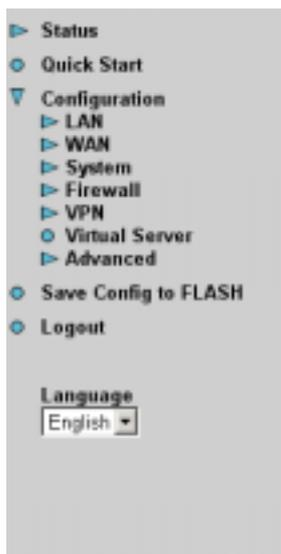 Status
Quick Start
Configuration
LAN
WAN
System
Firewall
VPN
Virtual Server
Advanced
Save Config to FLASH
Logout
Language
English